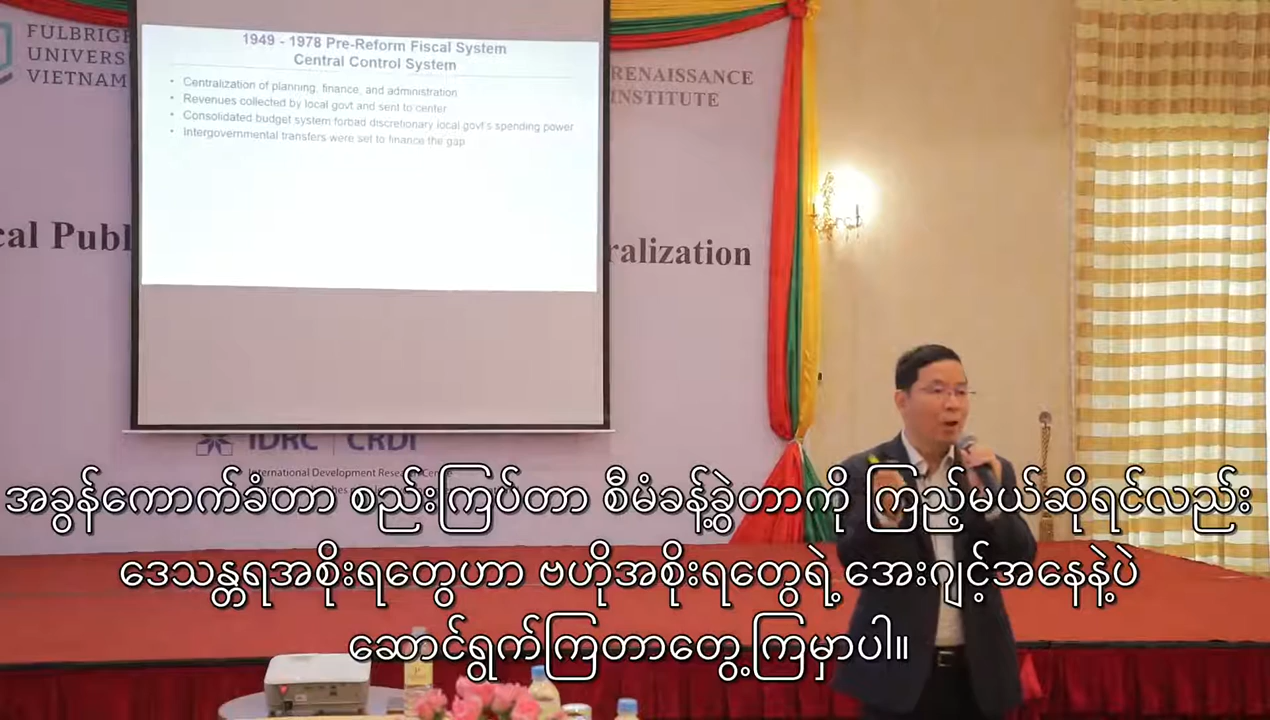 FULBRIG
UNIVERS
VIETNAM
1949 - 1978 Pre-Reform Fiscal System
Central Control System
• Centralization of planning, finance, and administration
• Revenues collected by local govt and sent to center
• Consolidated budget system forbad discretionary local govt's spending power
• Intergovernmental transfers were set to finance the gap
RENAISSANCE
INSTITUTE
cal Publ
ralization
IDRC CRDI
International Development Research Centre
အခွန်ကောက်ခံတာ စည်းကြပ်တာ စီမံခန့်ခွဲတာကို ကြည့်မယ်ဆိုရင်လည်း
ဒေသန္တရအစိုးရတွေဟာ ဗဟိုအစိုးရတွေရဲ့ အေးဂျင့်အနေနဲ့ပဲ
ဆောင်ရွက်ကြတာတွေ့ကြမှာပါ။